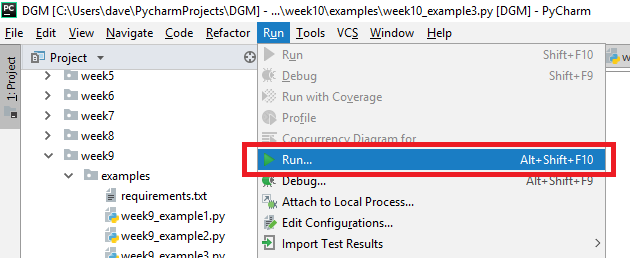 PC
DGM [C:\Users\dave\PycharmProjects\DGM] - ...\week10\examples\week10_example3.py [DGM] - PyCharm
File Edit View Navigate Code Refactor Run Tools VCS Window Help
1: Project
Project
week5
week6
week7
week8
week9
examples
requirements.txt
week9_example1.py
week9_example2.py
week9_example3.py
Run Shift+F10
Debug Shift+F9
Run with Coverage
Profile
Concurrency Diagram for
Run... Alt+Shift+F10
Debug... Alt+Shift+F9
Attach to Local Process...
Edit Configurations...
Import Test Results
w